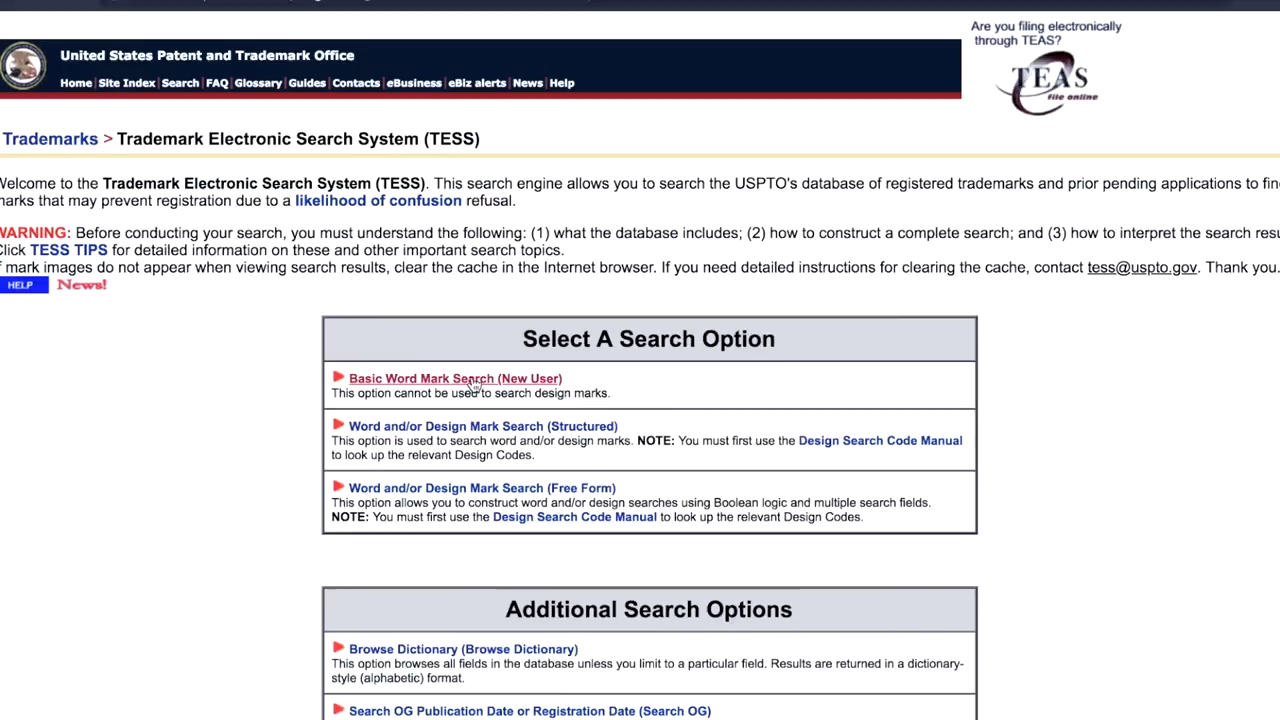 Are you filing electronically
through TEAS?
United States Patent and Trademark Office
Home | Site Index | Search | FAQ | Glossary | Guides | Contacts | eBusiness | eBiz alerts | News | Help
TEAS
file online
Trademarks > Trademark Electronic Search System (TESS)
Welcome to the Trademark Electronic Search System (TESS). This search engine allows you to search the USPTO's database of registered trademarks and prior pending applications to
marks that may prevent registration due to a likelihood of confusion refusal.
WARNING: Before conducting your search, you must understand the following: (1) what the database includes; (2) how to construct a complete search; and (3) how to interpret the search
Click TESS TIPS for detailed information on these and other important search topics.
f mark images do not appear when viewing search results, clear the cache in the Internet browser. If you need detailed instructions for clearing the cache, contact tess@uspto.gov. Thank you.
HELP News!
Select A Search Option
Basic Word Mark Search (New User)
This option cannot be used to search design marks.
Word and/or Design Mark Search (Structured)
This option is used to search word and/or design marks. NOTE: You must first use the Design Search Code Manual
to look up the relevant Design Codes.
Word and/or Design Mark Search (Free Form)
This option allows you to construct word and/or design searches using Boolean logic and multiple search fields.
NOTE: You must first use the Design Search Code Manual to look up the relevant Design Codes.
Additional Search Options
Browse Dictionary (Browse Dictionary)
This option browses all fields in the database unless you limit to a particular field. Results are returned in a dictionary-
style (alphabetic) format.
Search OG Publication Date or Registration Date (Search OG)